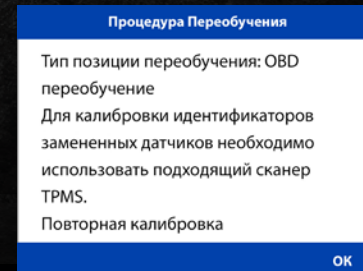 Процедура Переобучения
Тип позиции переобучения: OBD
переобучение
Для калибровки идентификаторов
замененных датчиков необходимо
использовать подходящий сканер
TPMS.
Повторная калибровка
ОК